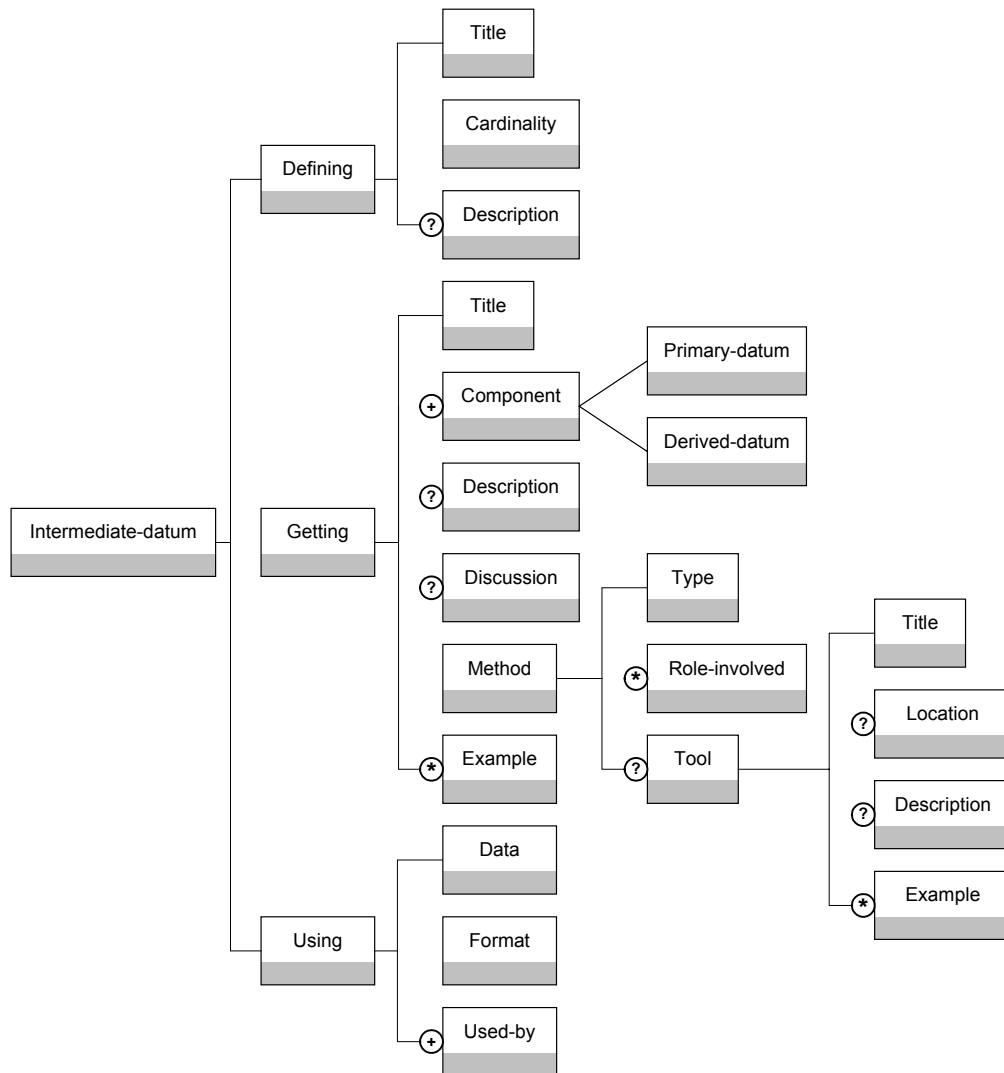 Title
Cardinality
Defining
? Description
Title
Primary-datum
+ Component
Derived-datum
? Description
Intermediate-datum
Getting
? Discussion
Type
Title
Method
* Role-involved
? Location
* Example
? Tool
? Description
Data
* Example
Using
Format
+ Used-by